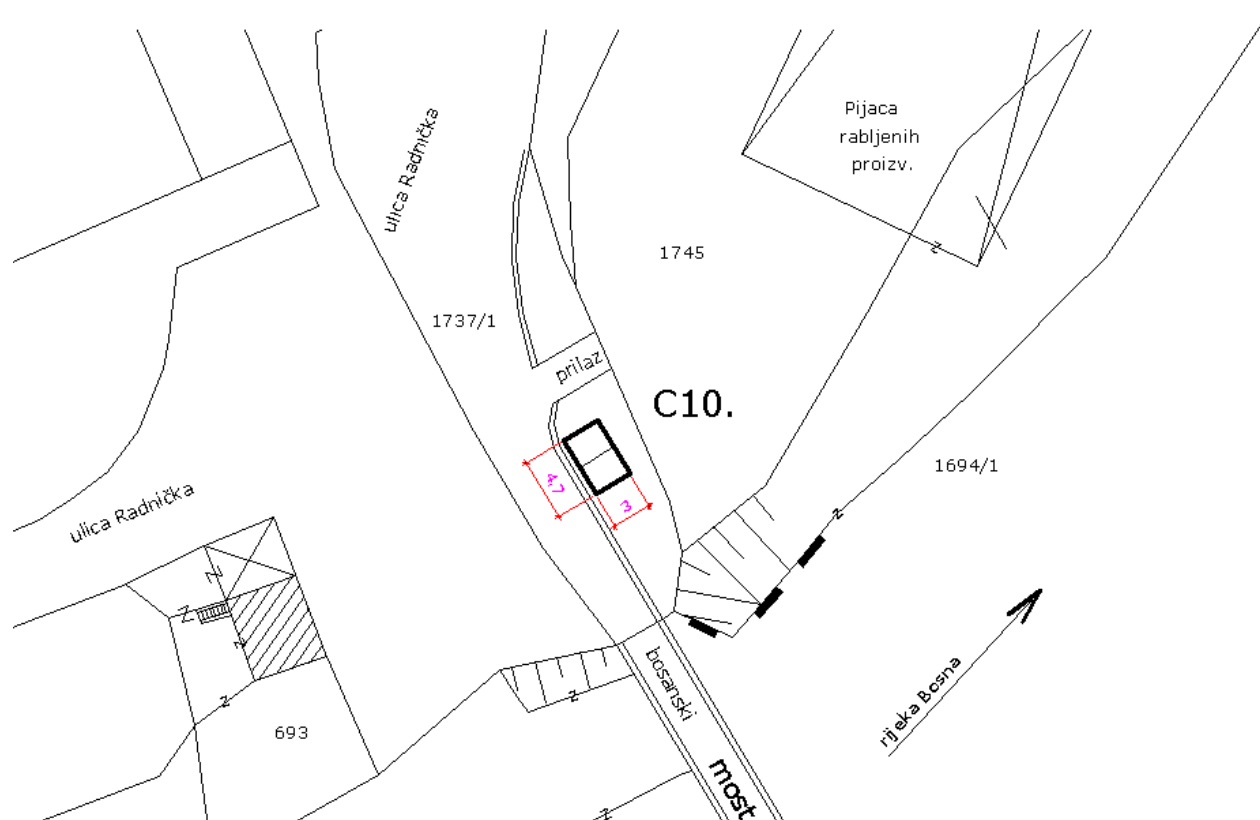 Pijaca
rabljenih
proizv.
ulica Radnička
1745
1737/1
prilaz
C10.
4,7
3
1694/1
ulica Radnička
bosanski
most
rijeka Bosna
693